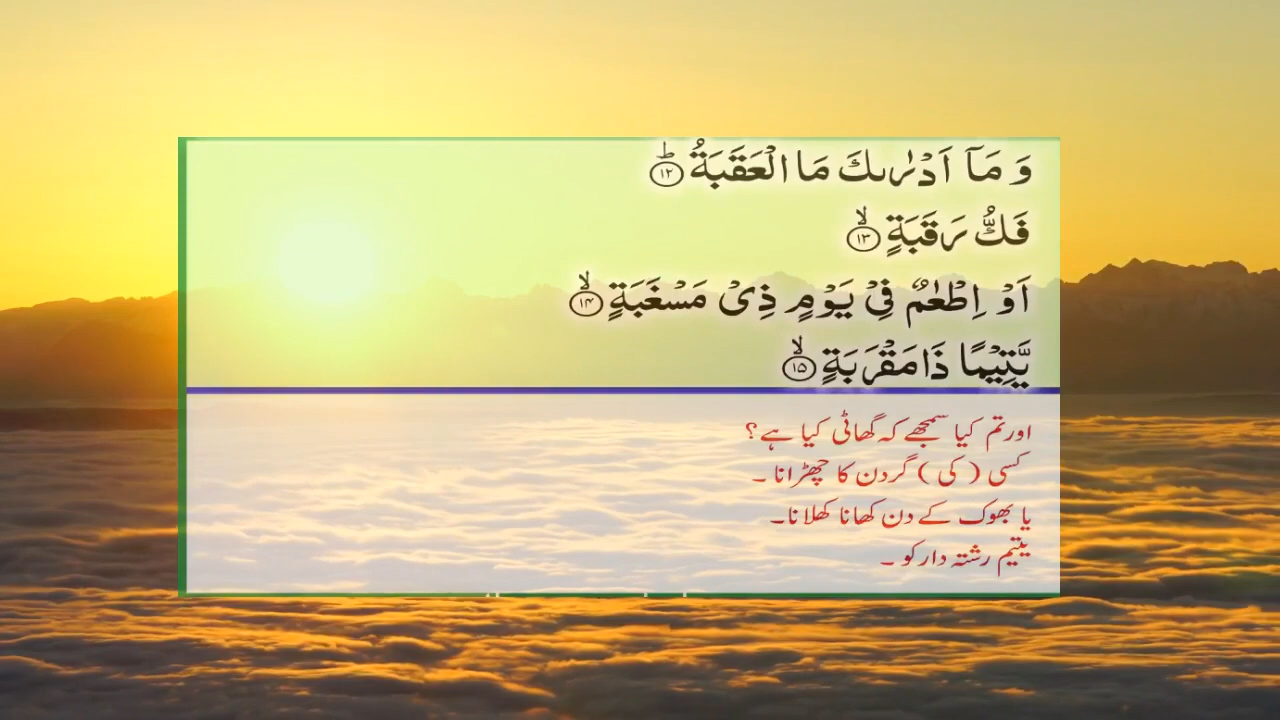 وَ مَاۤ اَدْرٰىكَ مَا الْعَقَبَةُ ؕ ﴿۱۲﴾
فَكُّ رَقَبَةٍ ۙ ﴿۱۳﴾
اَوْ اِطْعٰمٌ فِیْ یَوْمٍ ذِیْ مَسْغَبَةٍ ۙ ﴿۱۴﴾
یَّتِیْمًا ذَا مَقْرَبَةٍ ۙ ﴿۱۵﴾
اور تم کیا سمجھے کہ گھاٹی کیا ہے؟
کسی (کی) گردن کا چھڑانا ۔
یا بھوک کے دن کھانا کھلانا۔
یتیم رشتہ دار کو ۔